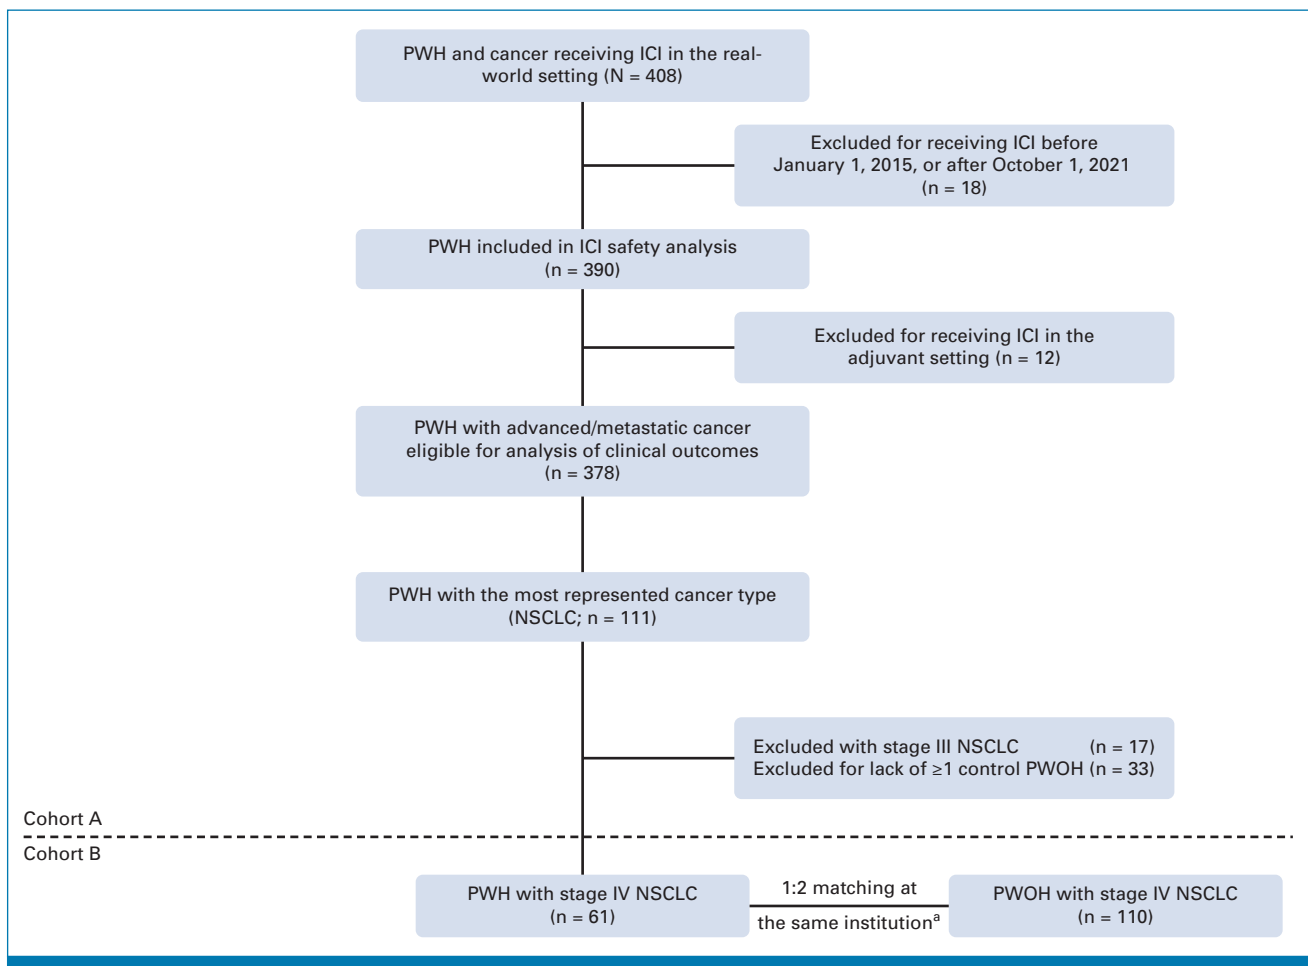 PWH and cancer receiving ICI in the real-
world setting (N = 408)
Excluded for receiving ICI before
January 1, 2015, or after October 1, 2021
(n = 18)
PWH included in ICI safety analysis
(n = 390)
Excluded for receiving ICI in the
adjuvant setting (n = 12)
PWH with advanced/metastatic cancer
eligible for analysis of clinical outcomes
(n = 378)
PWH with the most represented cancer type
(NSCLC; n = 111)
Excluded with stage III NSCLC (n = 17)
Excluded for lack of ≥1 control PWOH (n = 33)
Cohort A
Cohort B
PWH with stage IV NSCLC
(n = 61)
1:2 matching at
the same institutionᵃ
PWOH with stage IV NSCLC
(n = 110)